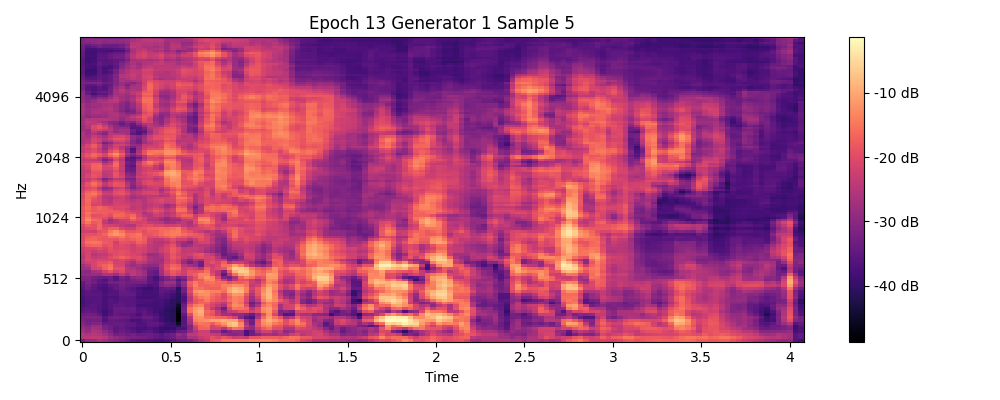 Epoch 13 Generator 1 Sample 5
Hz
4096
2048
1024
512
0
0 0.5 1 1.5 2 2.5 3 3.5 4
Time
-10 dB
-20 dB
-30 dB
-40 dB